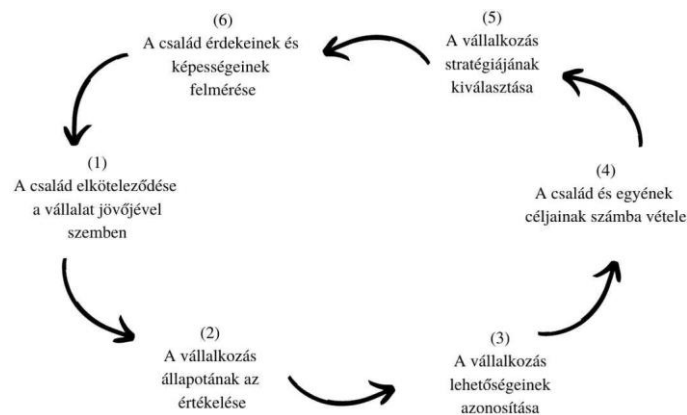 (6)
A család érdekeinek és
képességeinek
felmérése
(5)
A vállalkozás
stratégiájának
kiválasztása
(1)
A család elköteleződése
a vállalat jövőjével
szemben
(4)
A család és egyének
céljainak számba vétele
(2)
A vállalkozás
állapotának az
értékelése
(3)
A vállalkozás
lehetőségeinek
azonosítása